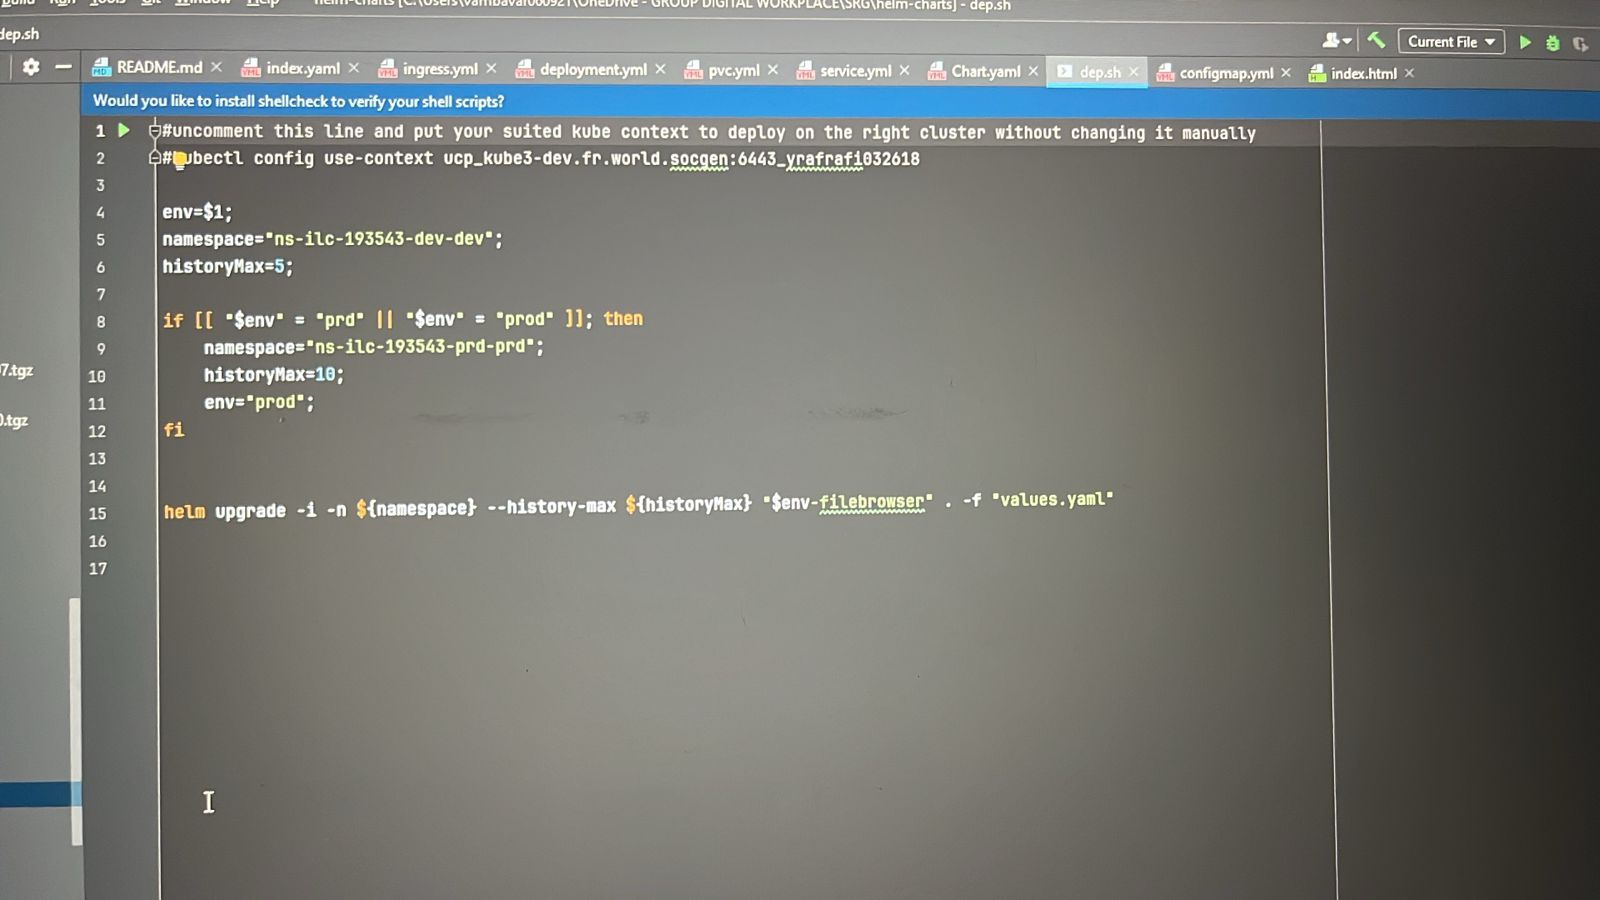 Build Run Tools Git Window Help helm-charts - GROUP DIGITAL WORKPLACE\SRG\helm-charts] - dep.sh
dep.sh
Current File
README.md index.yaml ingress.yml deployment.yml pvc.yml service.yml Chart.yaml dep.sh configmap.yml index.html
Would you like to install shellcheck to verify your shell scripts?
1 #uncomment this line and put your suited kube context to deploy on the right cluster without changing it manually
2 #kubectl config use-context ucp_kube3-dev.fr.world.socgen:6443_yrafrafi032618
3
4 env=$1;
5 namespace="ns-ilc-193543-dev-dev";
6 historyMax=5;
7
8 if [[ "$env" = "prd" || "$env" = "prod" ]]; then
9 namespace="ns-ilc-193543-prd-prd";
10 historyMax=10;
11 env="prod";
12 fi
13
14
15 helm upgrade -i -n ${namespace} --history-max ${historyMax} "$env-filebrowser" . -f "values.yaml"
16
17
7.tgz
.tgz